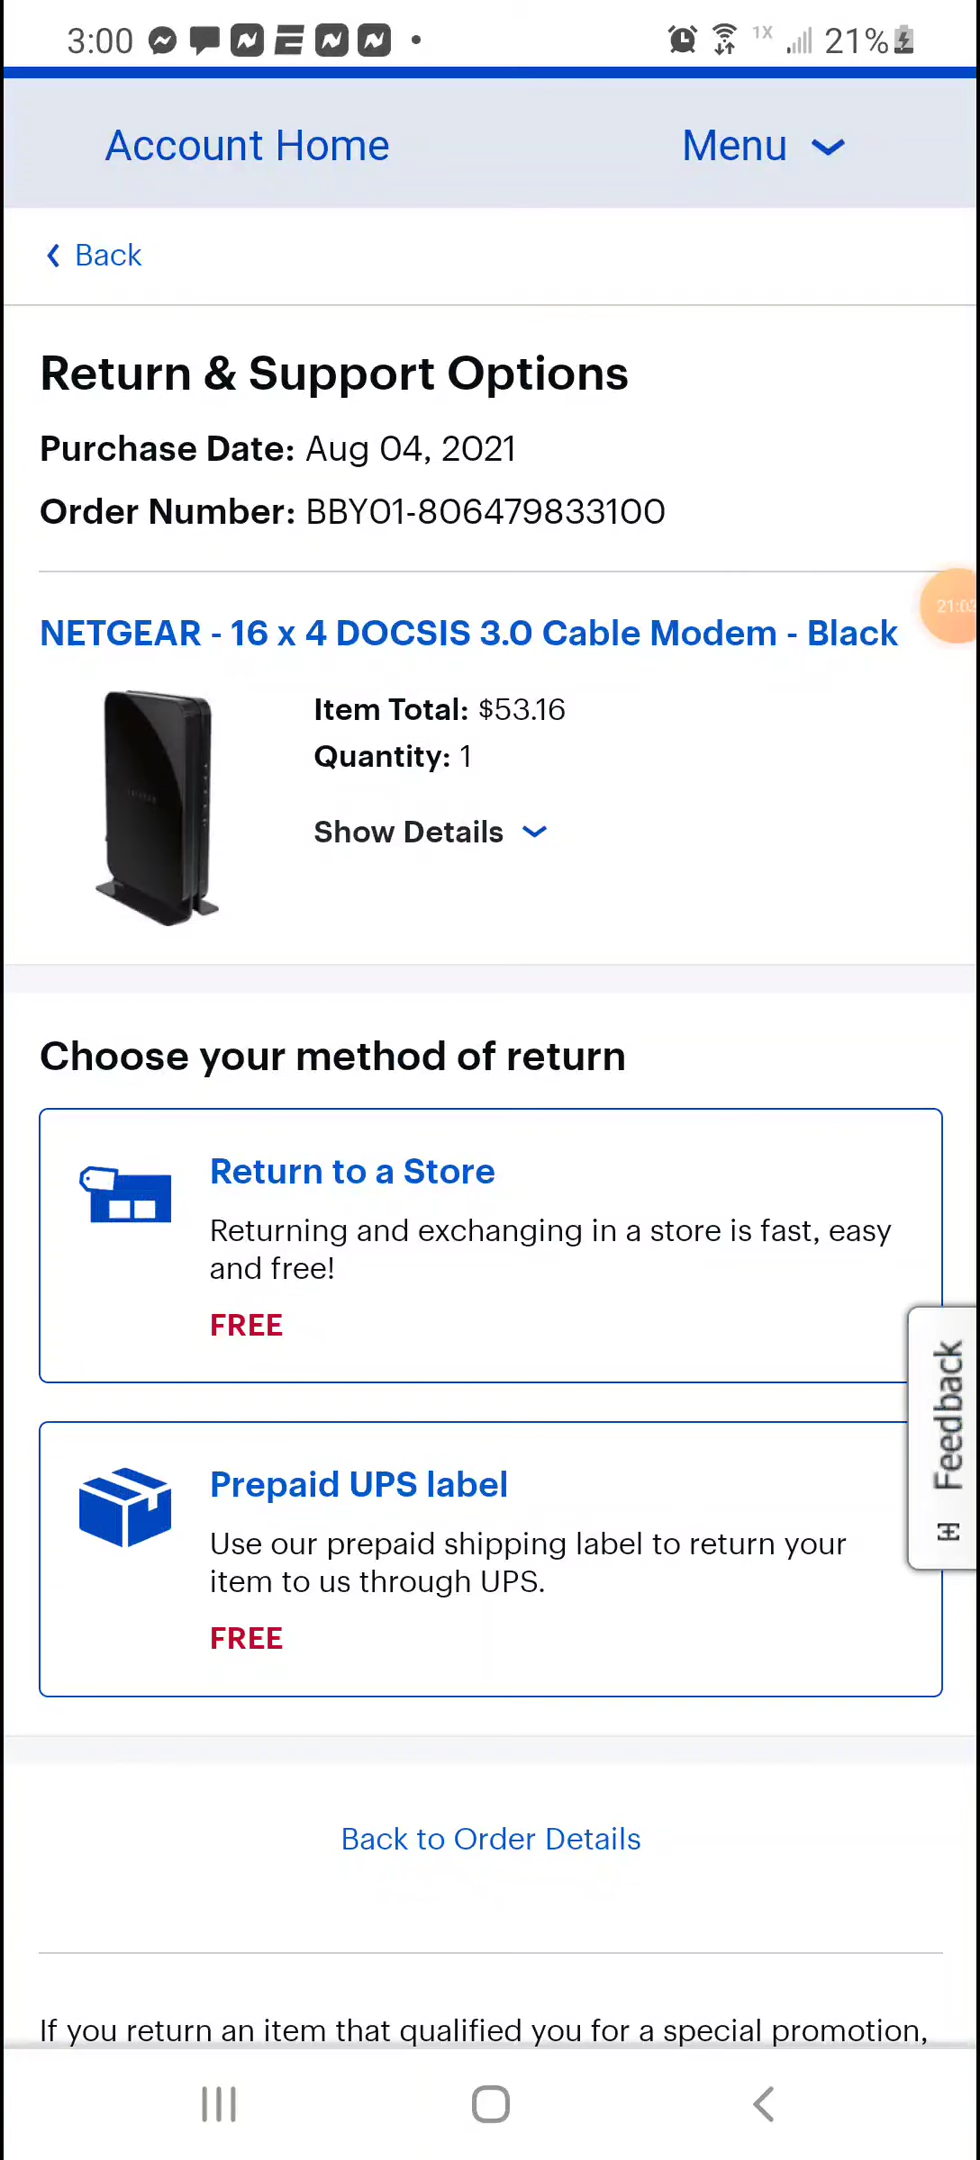 3:00
1X 21%
Account Home Menu
Back
Return & Support Options
Purchase Date: Aug 04, 2021
Order Number: BBY01-806479833100
21:03
NETGEAR - 16 x 4 DOCSIS 3.0 Cable Modem - Black
Item Total: $53.16
Quantity: 1
Show Details
Choose your method of return
Return to a Store
Returning and exchanging in a store is fast, easy
and free!
FREE
Feedback
Prepaid UPS label
Use our prepaid shipping label to return your
item to us through UPS.
FREE
Back to Order Details
If you return an item that qualified you for a special promotion,